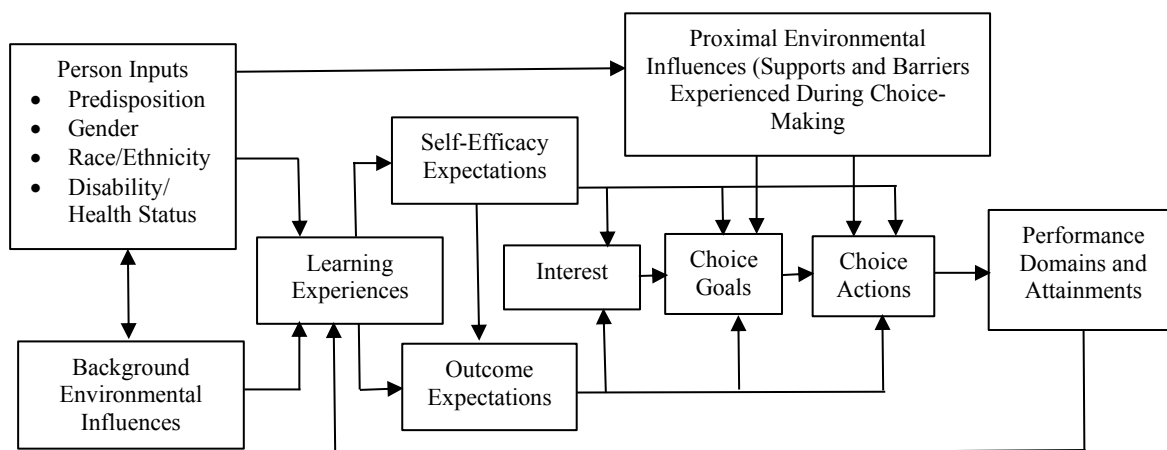 Person Inputs
• Predisposition
• Gender
• Race/Ethnicity
• Disability/
Health Status
Proximal Environmental
Influences (Supports and Barriers
Experienced During Choice-
Making
Self-Efficacy
Expectations
Learning
Experiences
Interest
Choice
Goals
Choice
Actions
Performance
Domains and
Attainments
Background
Environmental
Influences
Outcome
Expectations